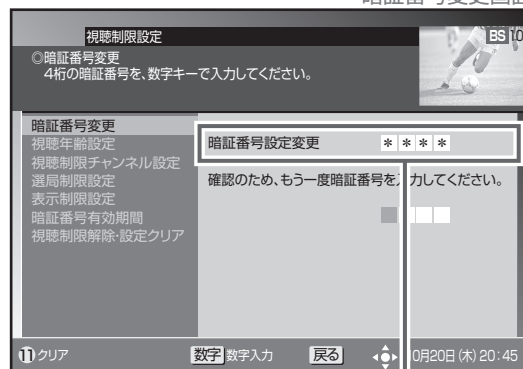 暗証番号変更画面
視聴制限設定
BS 10
◎暗証番号変更
4桁の暗証番号を、数字キーで入力してください。
暗証番号変更
視聴年齢設定
視聴制限チャンネル設定
選局制限設定
表示制限設定
暗証番号有効期間
視聴制限解除・設定クリア
暗証番号設定変更 * * * *
確認のため、もう一度暗証番号を入力してください。
⑪クリア 数字 数字入力 戻る 10月20日(木)20:45